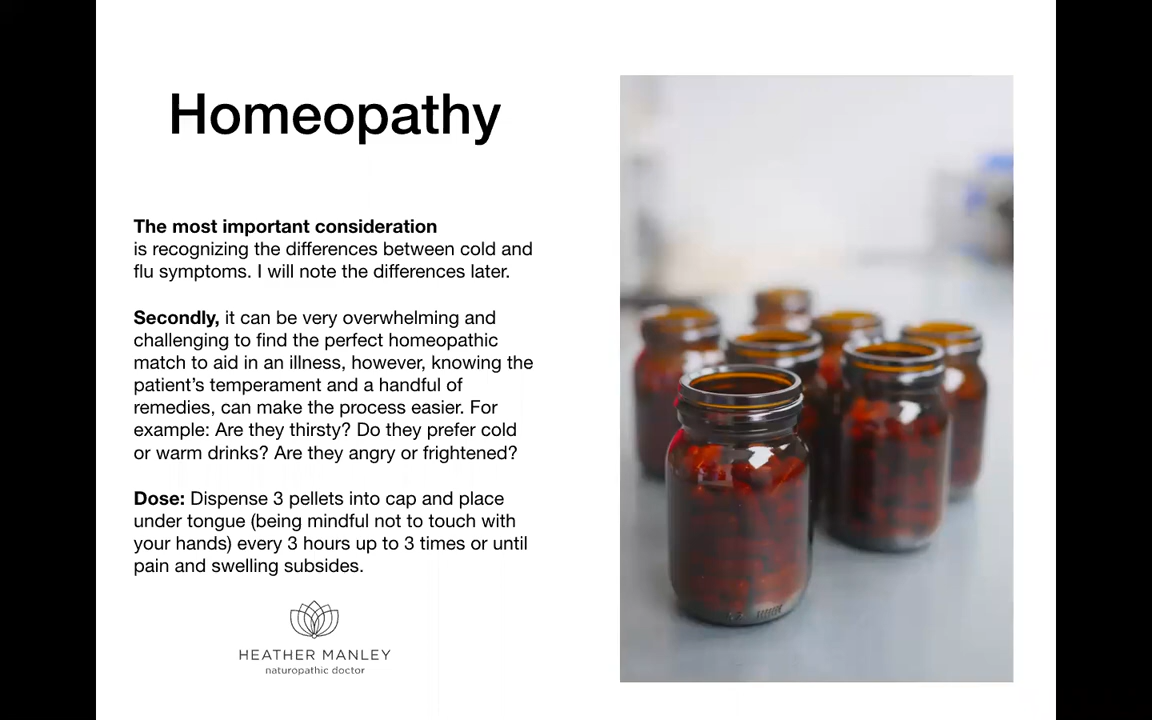 Homeopathy
The most important consideration
is recognizing the differences between cold and
flu symptoms. I will note the differences later.
Secondly, it can be very overwhelming and
challenging to find the perfect homeopathic
match to aid in an illness, however, knowing the
patient’s temperament and a handful of
remedies, can make the process easier. For
example: Are they thirsty? Do they prefer cold
or warm drinks? Are they angry or frightened?
Dose: Dispense 3 pellets into cap and place
under tongue (being mindful not to touch with
your hands) every 3 hours up to 3 times or until
pain and swelling subsides.
HEATHER MANLEY
naturopathic doctor